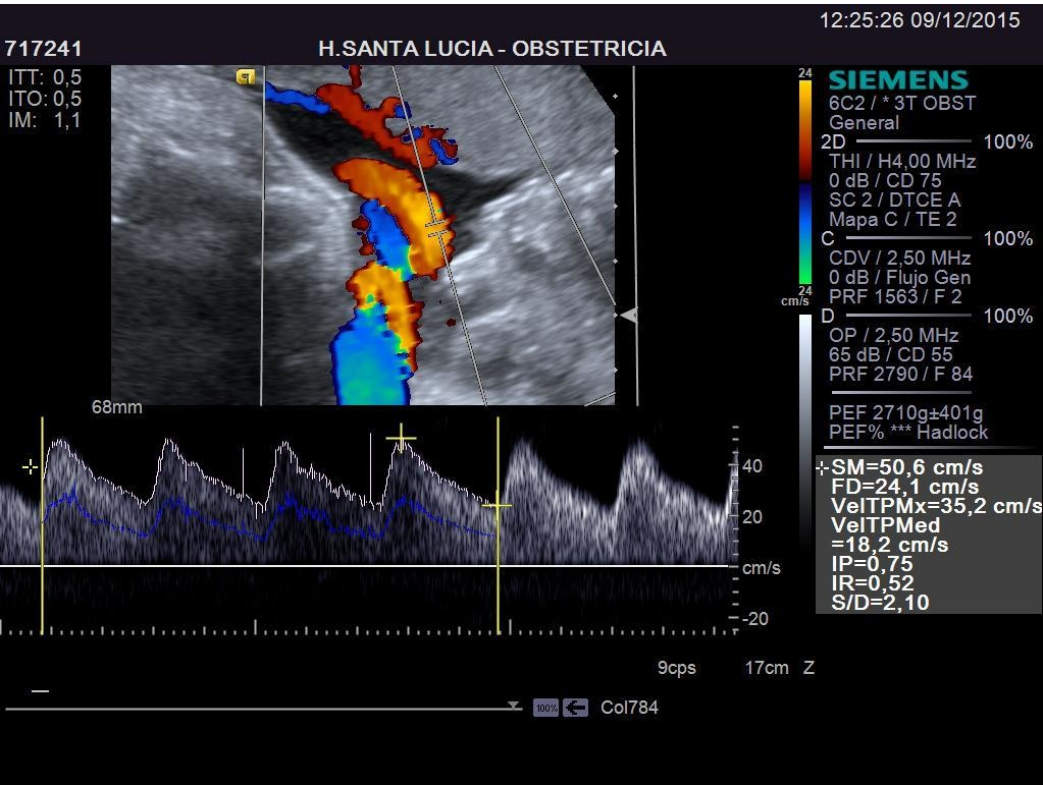 12:25:26 09/12/2015
717241
H.SANTA LUCIA - OBSTETRICIA
ITT: 0,5
ITO: 0,5
IM: 1,1
24
24
cm/s
SIEMENS
6C2 / * 3T OBST
General
2D 100%
THI / H4,00 MHz
0 dB / CD 75
SC 2 / DTCE A
Mapa C / TE 2
C 100%
CDV / 2,50 MHz
0 dB / Flujo Gen
PRF 1563 / F 2
D 100%
OP / 2,50 MHz
65 dB / CD 55
PRF 2790 / F 84
PEF 2710g±401g
PEF% *** Hadlock
SM=50,6 cm/s
FD=24,1 cm/s
VelTPMx=35,2 cm/s
VelTPMed
=18,2 cm/s
IP=0,75
IR=0,52
S/D=2,10
68mm
40
20
cm/s
-20
9cps 17cm Z
100% Col784